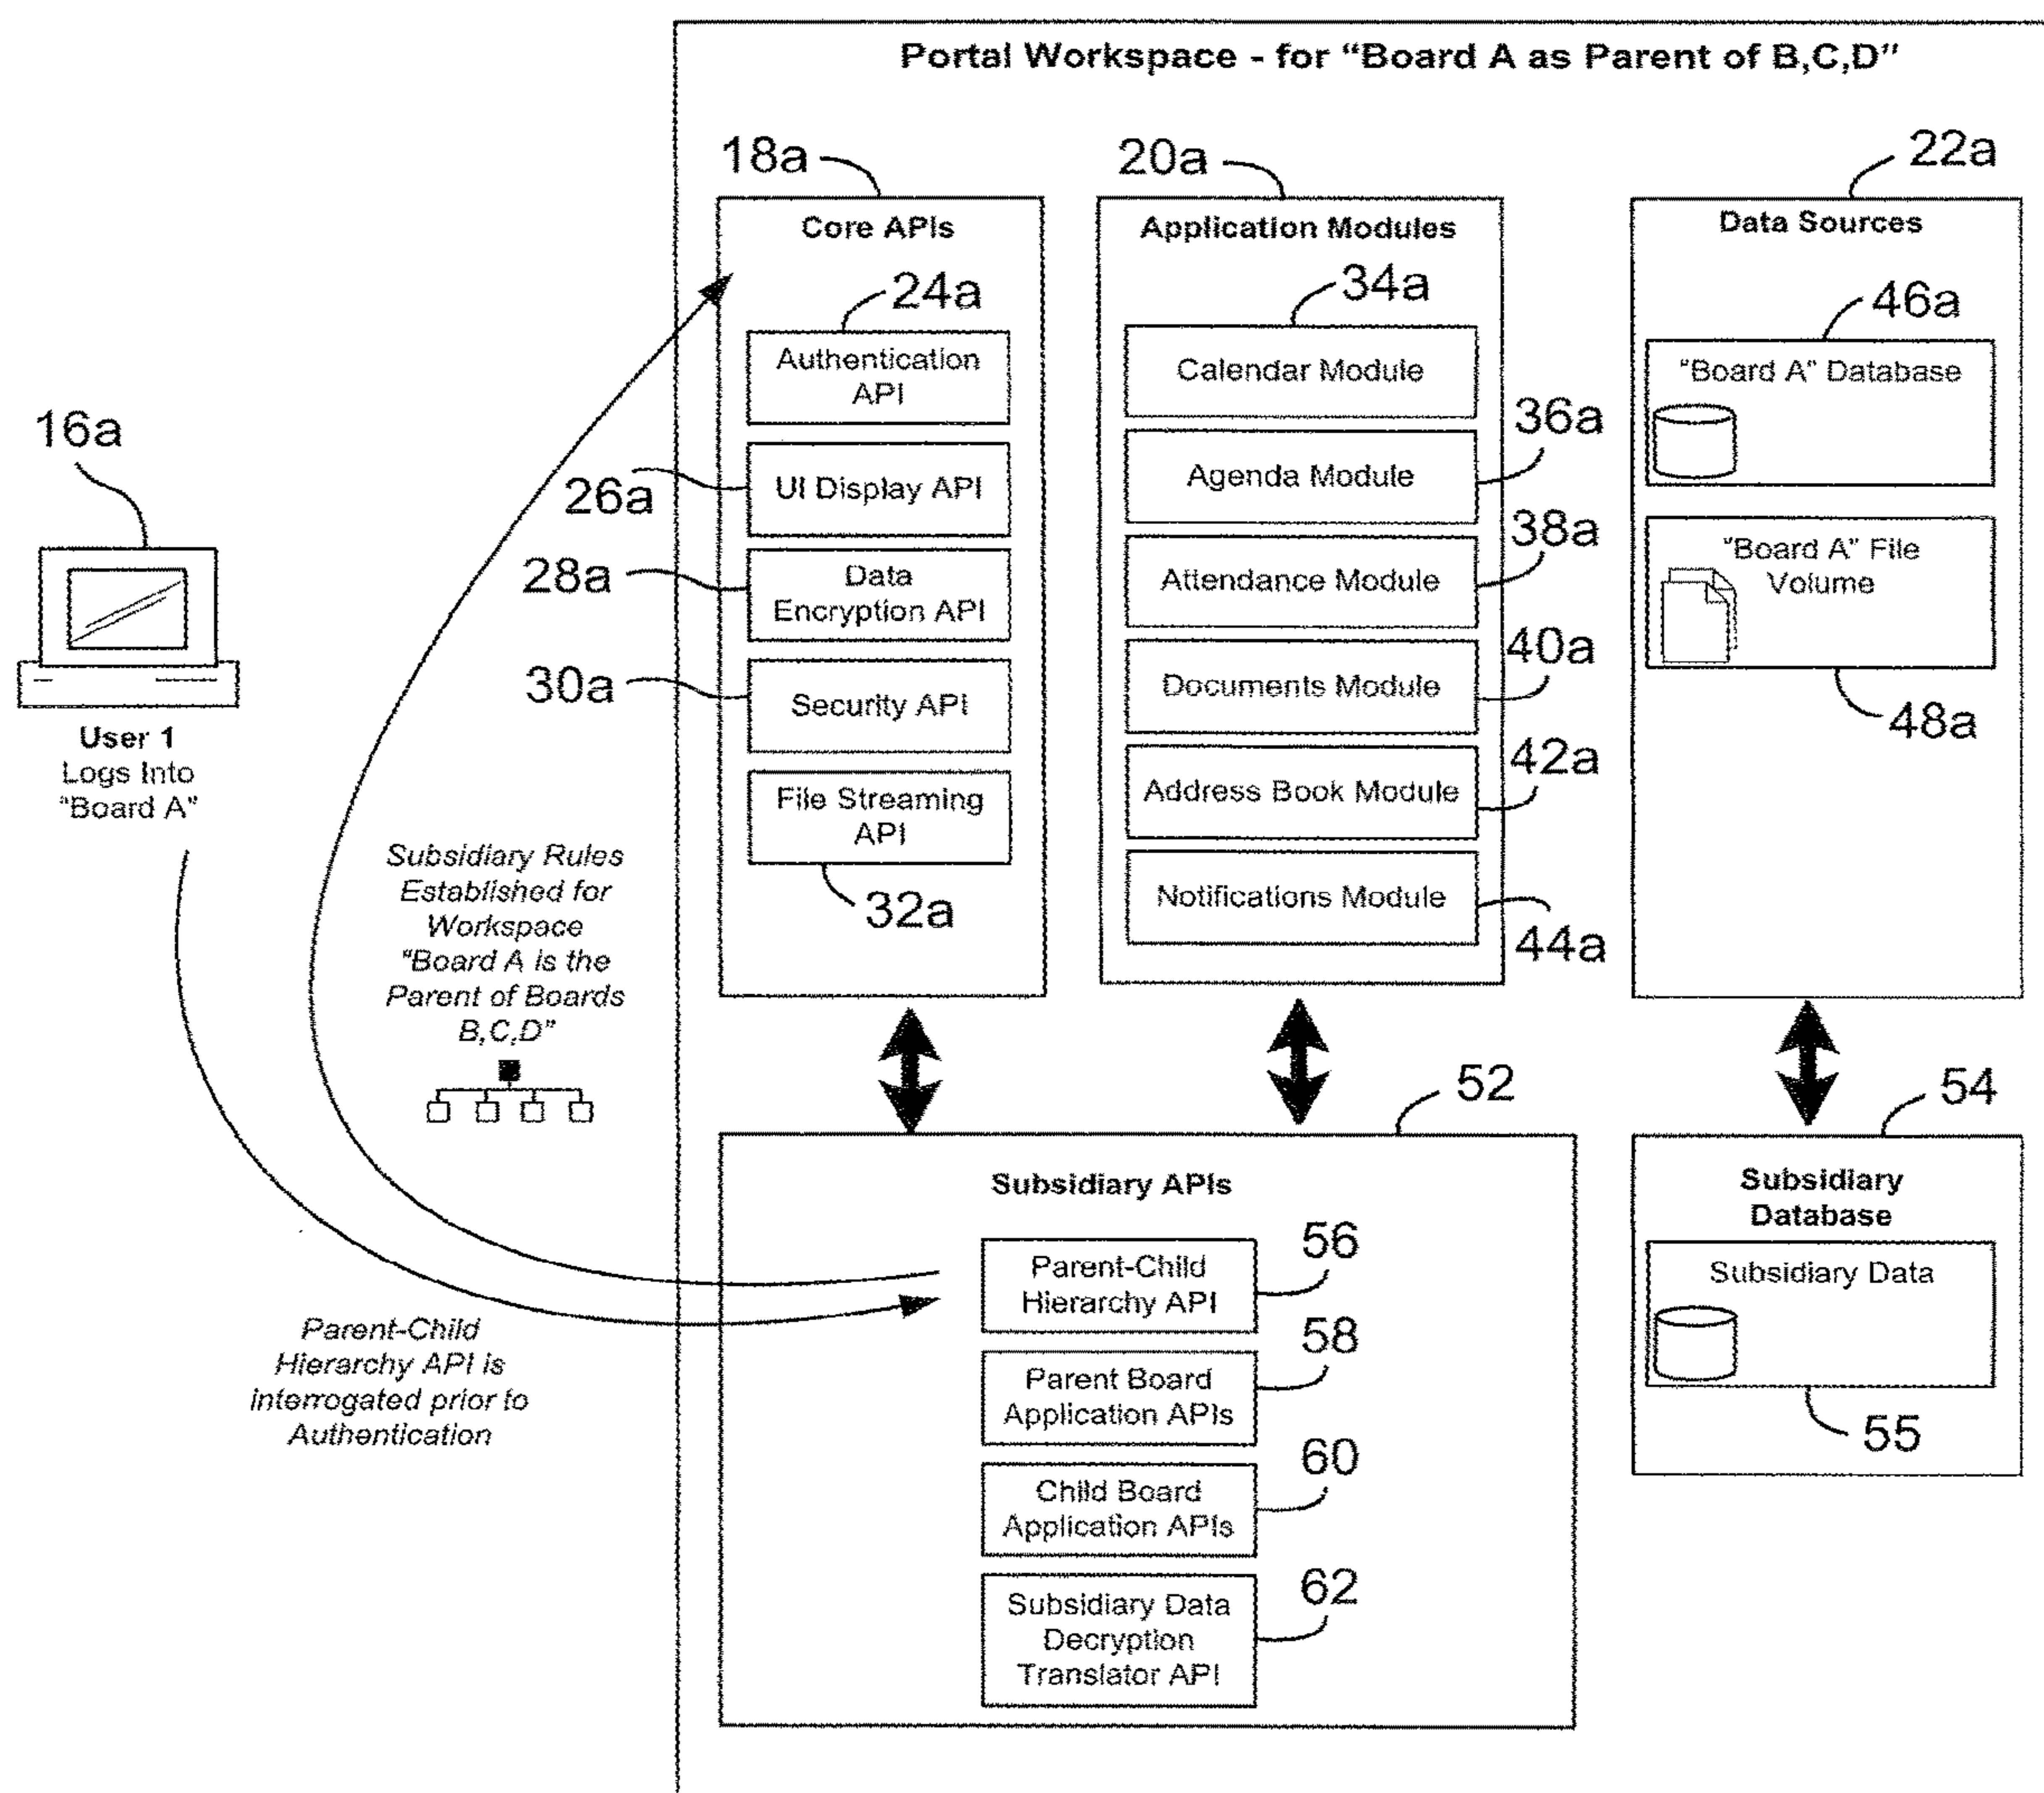 Portal Workspace - for "Board A as Parent of B,C,D"
18a
20a
22a
Core APIs
Application Modules
Data Sources
24a
Authentication
API
26a
UI Display API
28a
Data
Encryption API
30a
Security API
File Streaming
API
32a
34a
Calendar Module
36a
Agenda Module
38a
Attendance Module
40a
Documents Module
42a
Address Book Module
Notifications Module
44a
46a
"Board A" Database
"Board A" File
Volume
48a
16a
User 1
Logs Into
"Board A"
Subsidiary Rules
Established for
Workspace
"Board A is the
Parent of Boards
B,C,D"
Parent-Child
Hierarchy API is
interrogated prior to
Authentication
52
Subsidiary APIs
56
Parent-Child
Hierarchy API
58
Parent Board
Application APIs
60
Child Board
Application APIs
62
Subsidiary Data
Decryption
Translator API
54
Subsidiary
Database
Subsidiary Data
55